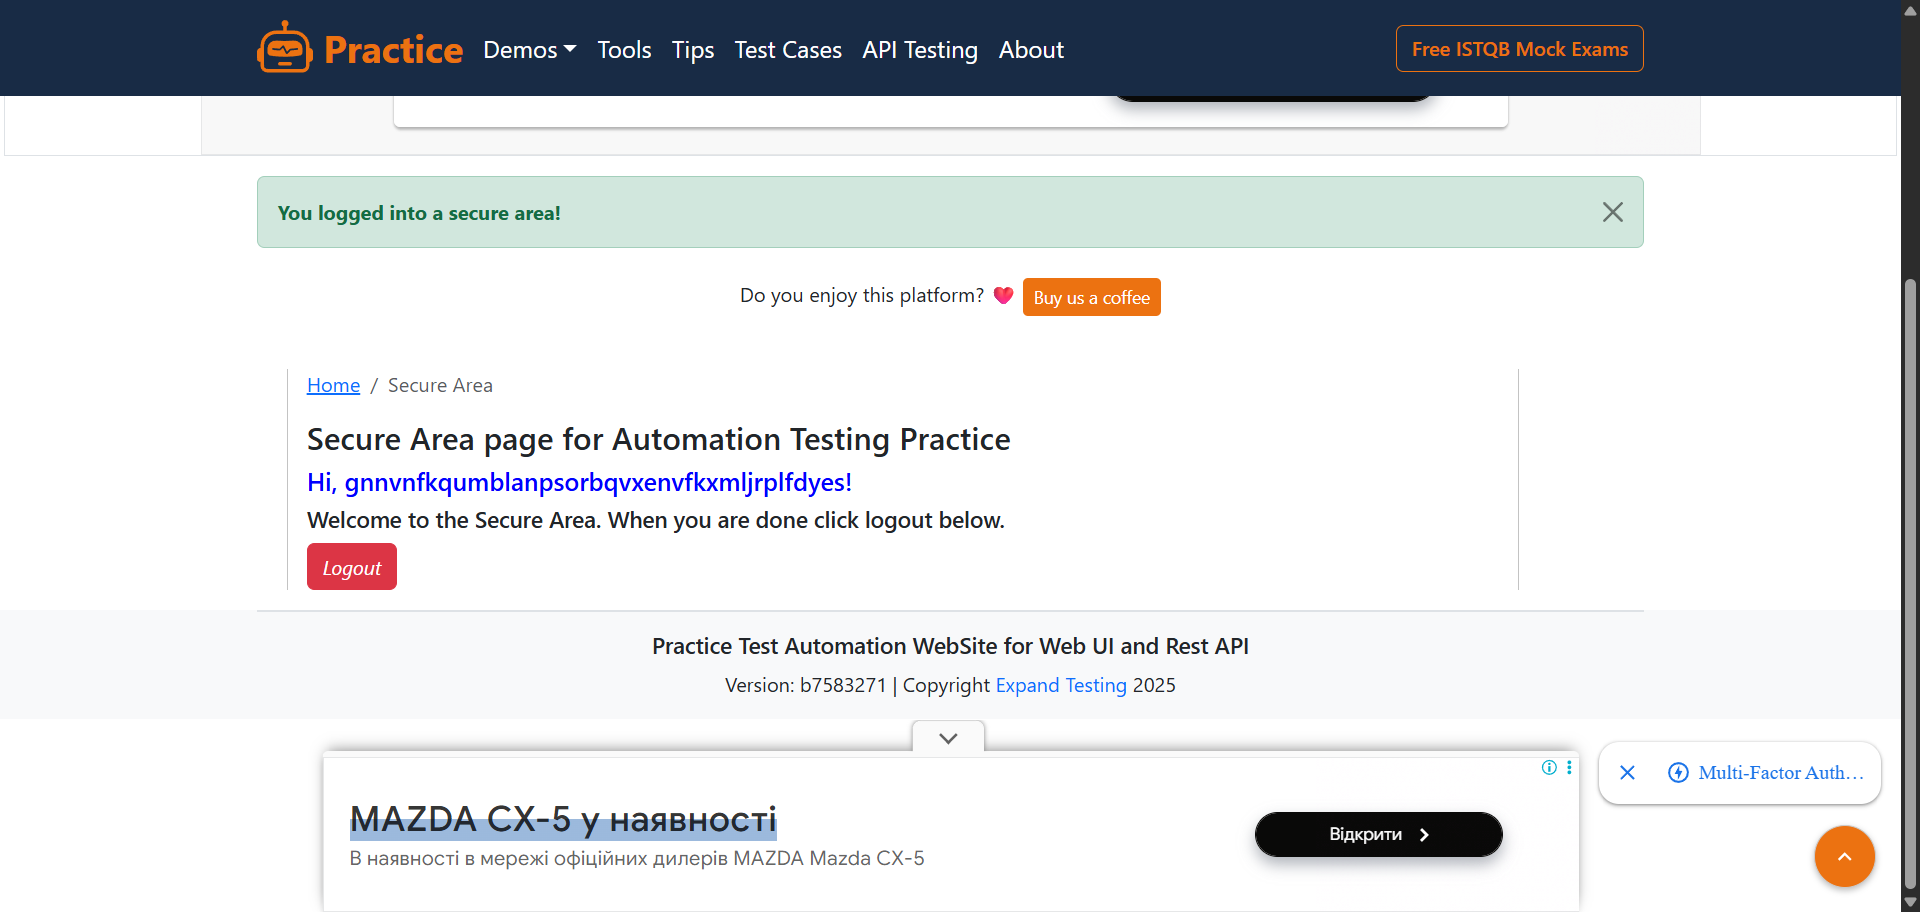 Practice Demos Tools Tips Test Cases API Testing About Free ISTQB Mock Exams
You logged into a secure area!
Do you enjoy this platform? Buy us a coffee
Home / Secure Area
Secure Area page for Automation Testing Practice
Hi, gnnvnfkqumblanpsorbqvxenvfkxmljrplfdyes!
Welcome to the Secure Area. When you are done click logout below.
Logout
Practice Test Automation WebSite for Web UI and Rest API
Version: b7583271 | Copyright Expand Testing 2025
MAZDA CX-5 у наявності
В наявності в мережі офіційних дилерів MAZDA Mazda CX-5
Відкрити
Multi-Factor Auth...